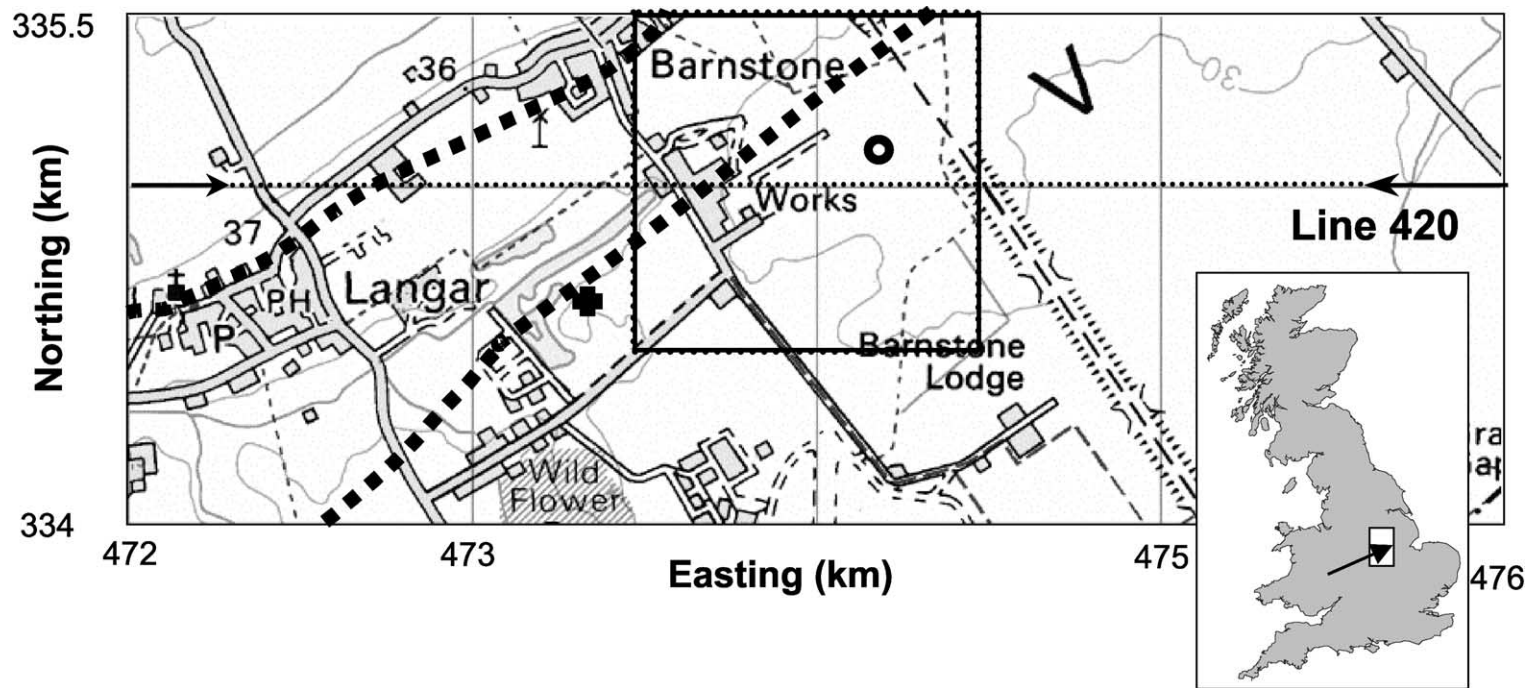 335.5
Northing (km)
334
36
Barnstone
30
Works
Line 420
37
Langar
PH
P
Barnstone
Lodge
Wild
Flower
472
473
475
476
Easting (km)